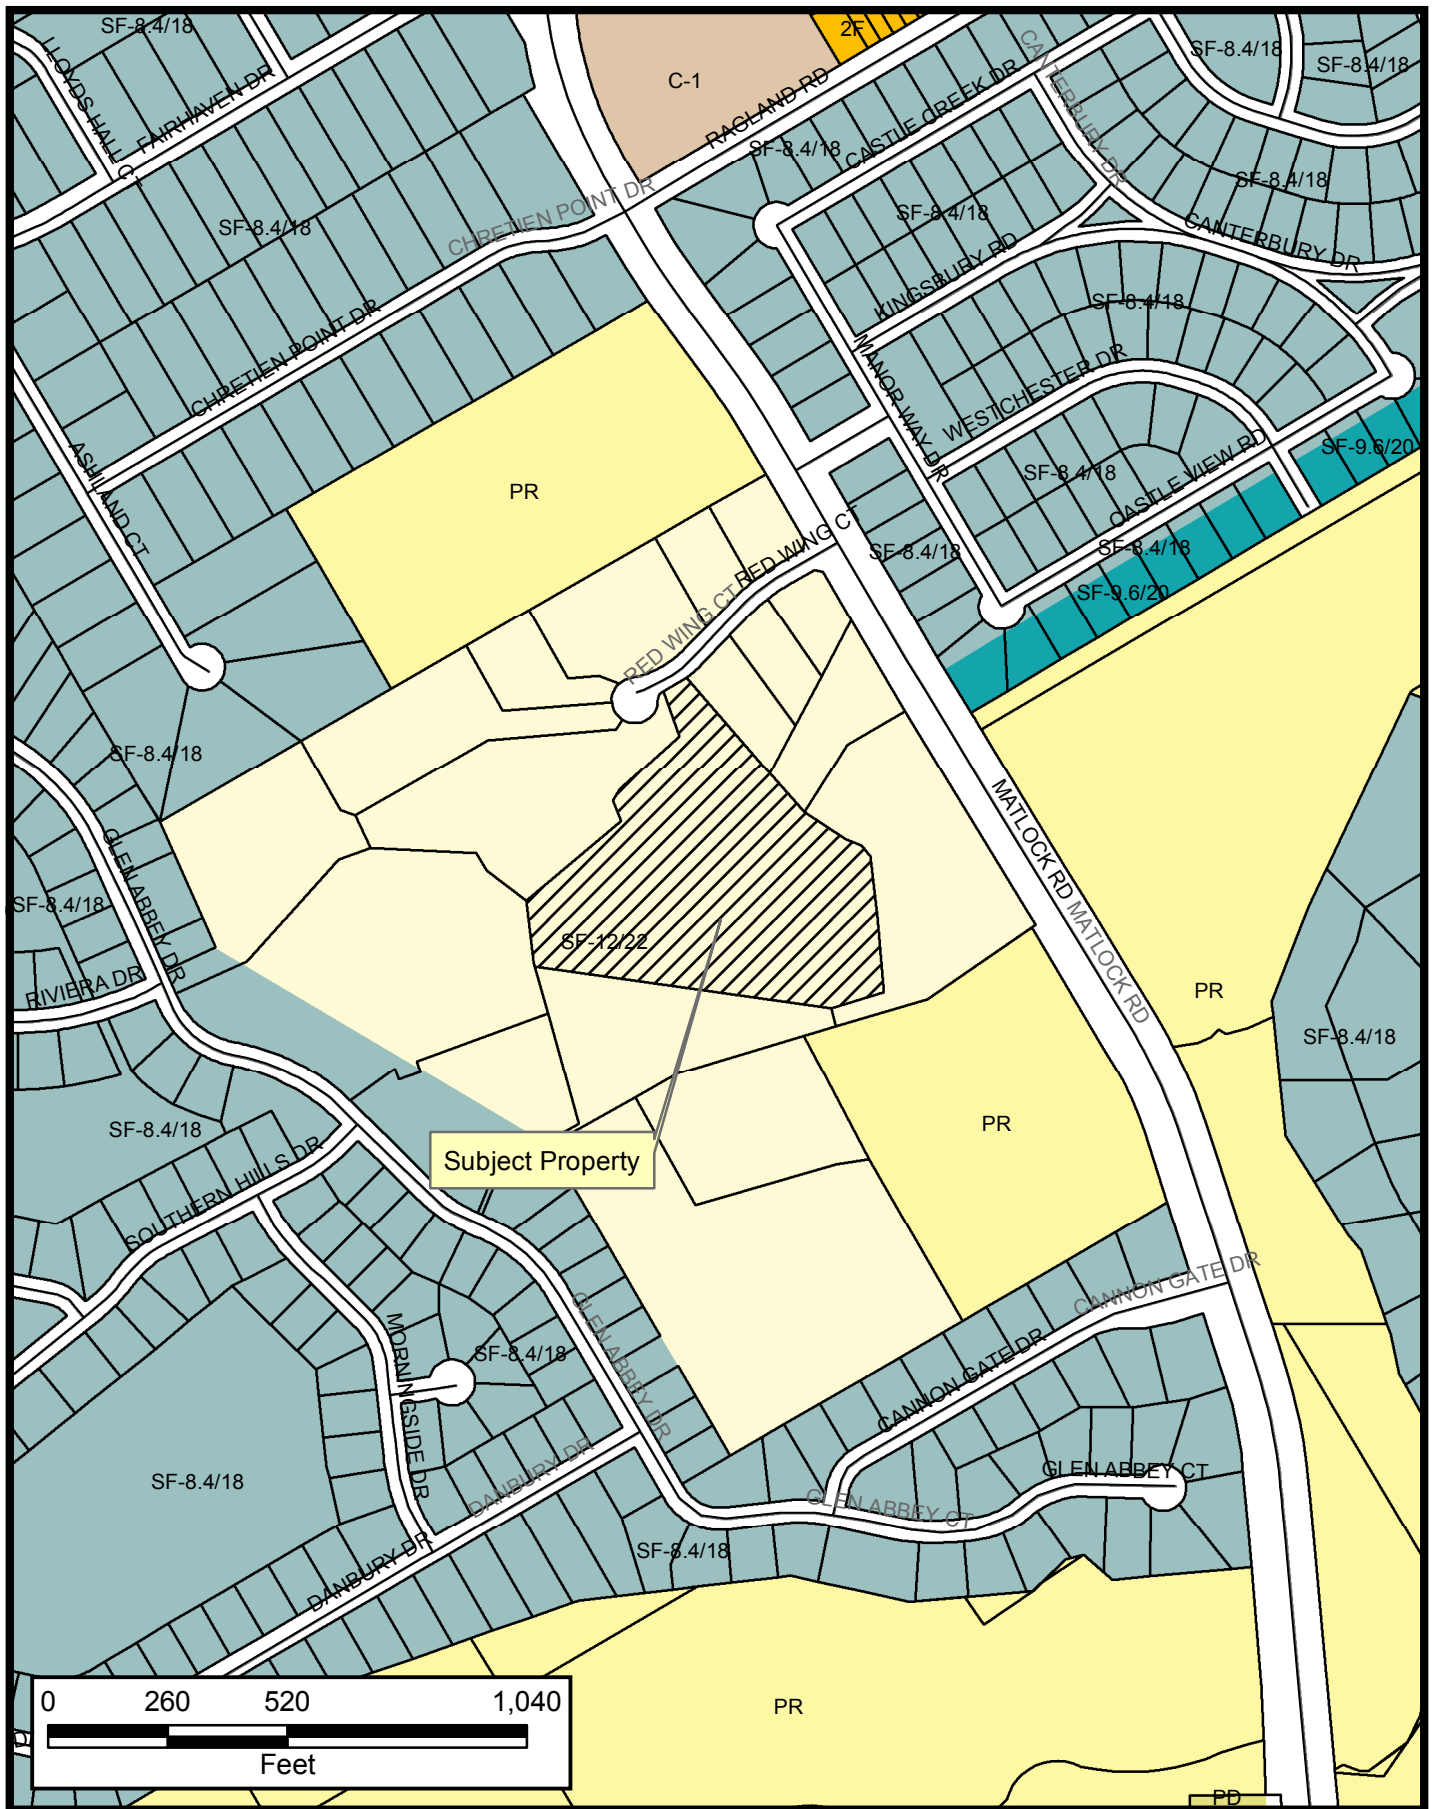 SF-8.4/18
2F
SF-8.4/18
SF-8.4/18
C-1
LLOYDS HALL CT
FAIRHAVEN DR
RAGLAND RD
CASTLE CREEK DR
CANTERBURY DR
SF-8.4/18
SF-8.4/18
CHRETIEN POINT DR
SF-8.4/18
SF-8.4/18
CANTERBURY DR
KINGSBURY RD
SF-8.4/18
CHRETIEN POINT DR
MANOR WAY DR
WESTCHESTER DR
ASHLAND CT
SF-9.6/20
SF-8.4/18
CASTLE VIEW RD
PR
RED WING CT
SF-8.4/18
SF-8.4/18
SF-9.6/20
RED WING CT
SF-8.4/18
MATLOCK RD
GLEN ABBEY DR
SF-8.4/18
SF-12/22
MATLOCK RD
RIVIERA DR
PR
SF-8.4/18
SF-8.4/18
PR
Subject Property
SOUTHERN HILLS DR
CANNON GATE DR
GLEN ABBEY DR
MORNINGSIDE DR
SF-8.4/18
CANNON GATE DR
DANBURY DR
SF-8.4/18
GLEN ABBEY CT
GLEN ABBEY CT
SF-8.4/18
DANBURY DR
PR
0 260 520 1,040
Feet
PD